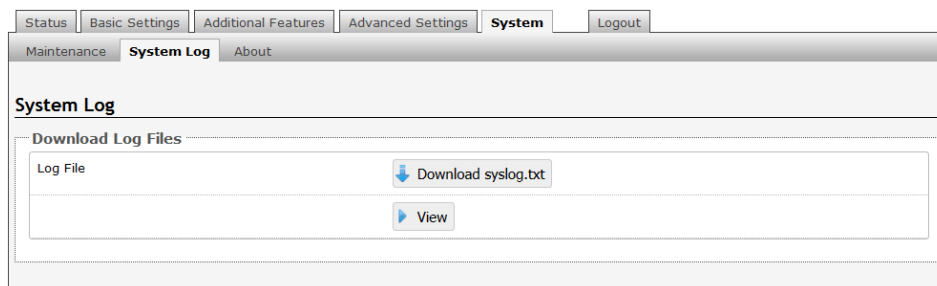 Status Basic Settings Additional Features Advanced Settings System Logout
Maintenance System Log About
System Log
Download Log Files
Log File Download syslog.txt
View